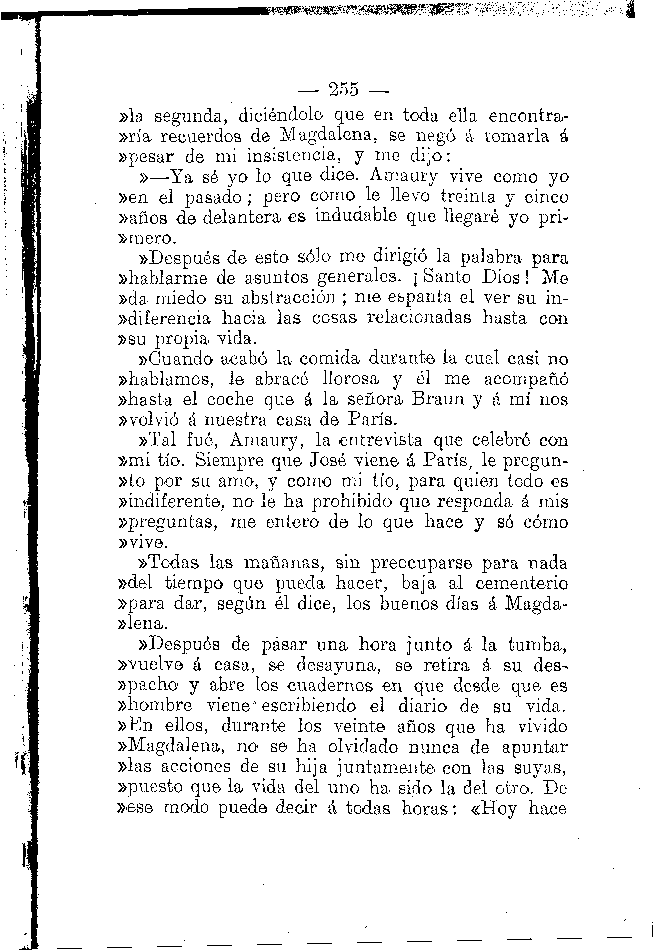 — 255 —
»la segunda, diciéndole que en toda ella encontra-
»ría recuerdos de Magdalena, se negó á tomarla á
»pesar de mi insistencia, y me dijo:
»—Ya sé yo lo que dice. Amaury vive como yo
»en el pasado; pero como le llevo treinta y cinco
»años de delantera es indudable que llegaré yo pri-
»mero.
»Después de esto sólo me dirigió la palabra para
»hablarme de asuntos generales. ¡Santo Dios! Me
»da miedo su abstracción; me espanta el ver su in-
»diferencia hacia las cosas relacionadas hasta con
»su propia vida.
»Cuando acabó la comida durante la cual casi no
»hablamos, le abracé llorosa y él me acompañó
»hasta el coche que á la señora Braun y á mí nos
»volvió á nuestra casa de París.
»Tal fué, Amaury, la entrevista que celebré con
»mi tío. Siempre que José viene á París, le pregun-
»to por su amo, y como mi tío, para quien todo es
»indiferente, no le ha prohibido que responda á mis
»preguntas, me entero de lo que hace y sé cómo
»vive.
»Todas las mañanas, sin preocuparse para nada
»del tiempo que pueda hacer, baja al cementerio
»para dar, según él dice, los buenos días á Magda-
»lena.
»Después de pasar una hora junto á la tumba,
»vuelve á casa, se desayuna, se retira á su des-
»pacho y abre los cuadernos en que desde que es
»hombre viene escribiendo el diario de su vida.
»En ellos, durante los veinte años que ha vivido
»Magdalena, no se ha olvidado nunca de apuntar
»las acciones de su hija juntamente con las suyas,
»puesto que la vida del uno ha sido la del otro. De
»ese modo puede decir á todas horas: «Hoy hace